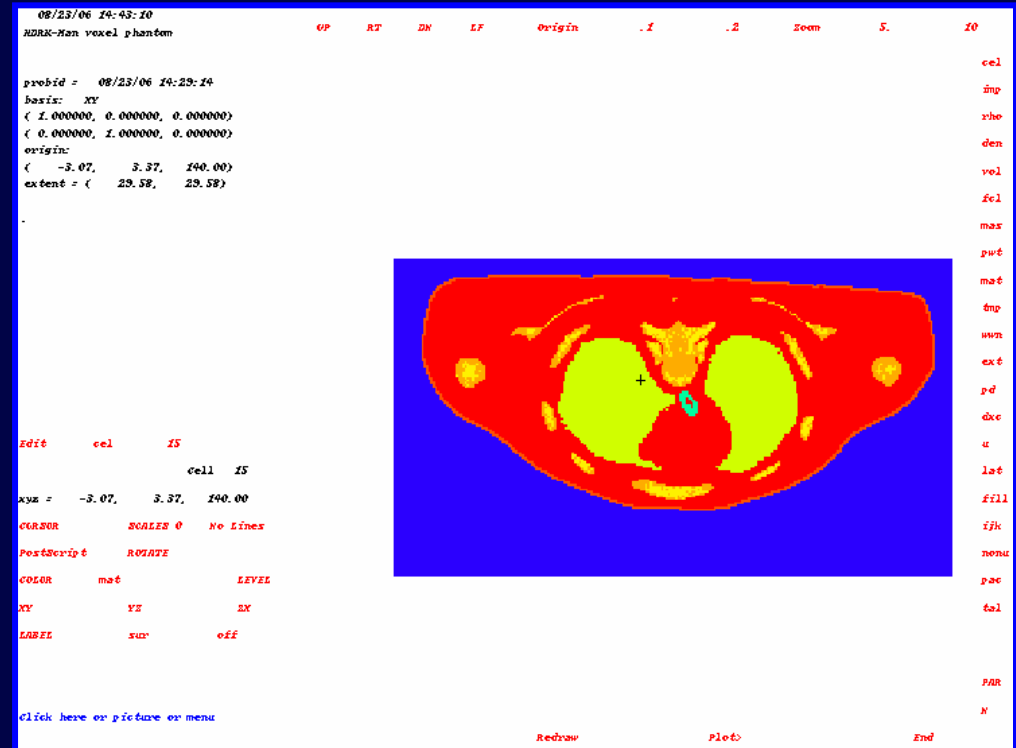 08/23/06 14:43:10
HDRK-Man voxel phantom
UP RT DN LF Origin .1 .2 Zoom 5. 10
probid = 08/23/06 14:29:14
basis: XY
( 1.000000, 0.000000, 0.000000)
( 0.000000, 1.000000, 0.000000)
origin:
( -3.07, 3.37, 140.00)
extent = ( 29.58, 29.58)
cel
imp
rho
den
vol
fcl
mas
pwt
mat
tmp
wwn
ext
pd
dxc
u
lat
fill
ijk
nonu
pac
tal
PAR
N
Edit cel 15
cell 15
xyz = -3.07, 3.37, 140.00
CURSOR SCALES 0 No Lines
PostScript ROTATE
COLOR mat LEVEL
XY YZ ZX
LABEL sur off
Click here or picture or menu
Redraw Plot> End